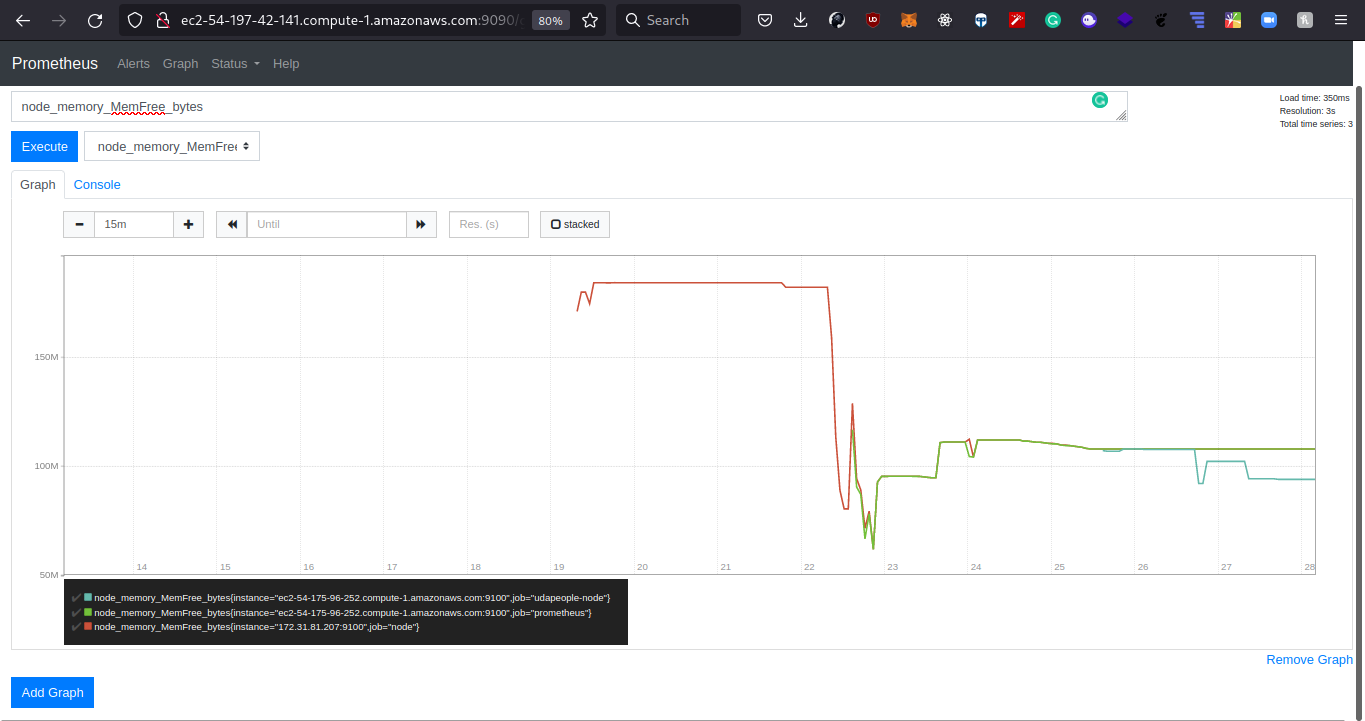 ec2-54-197-42-141.compute-1.amazonaws.com:9090/
80%
Search
Prometheus Alerts Graph Status Help
node_memory_MemFree_bytes
Load time: 350ms
Resolution: 3s
Total time series: 3
Execute
node_memory_MemFree
Graph Console
15m
Until
Res. (s)
stacked
150M
100M
50M
14 15 16 17 18 19 20 21 22 23 24 25 26 27 28
node_memory_MemFree_bytes{instance="ec2-54-175-96-252.compute-1.amazonaws.com:9100",job="udapeople-node"}
node_memory_MemFree_bytes{instance="ec2-54-175-96-252.compute-1.amazonaws.com:9100",job="prometheus"}
node_memory_MemFree_bytes{instance="172.31.81.207:9100",job="node"}
Remove Graph
Add Graph